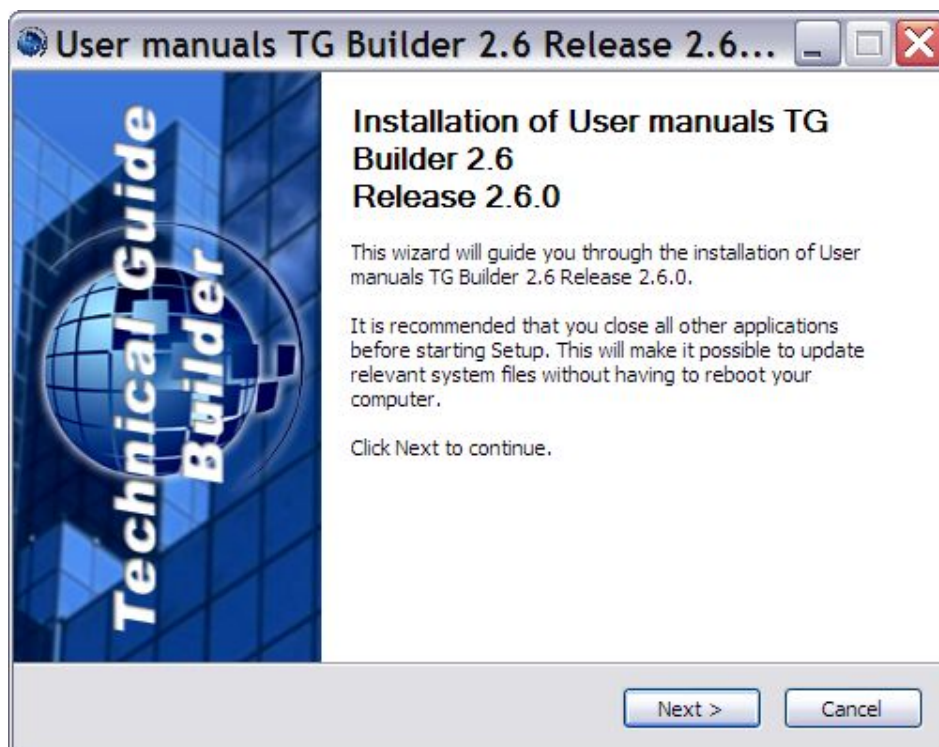 User manuals TG Builder 2.6 Release 2.6...
Technical Guide
Builder
Installation of User manuals TG
Builder 2.6
Release 2.6.0
This wizard will guide you through the installation of User
manuals TG Builder 2.6 Release 2.6.0.
It is recommended that you close all other applications
before starting Setup. This will make it possible to update
relevant system files without having to reboot your
computer.
Click Next to continue.
Next >
Cancel